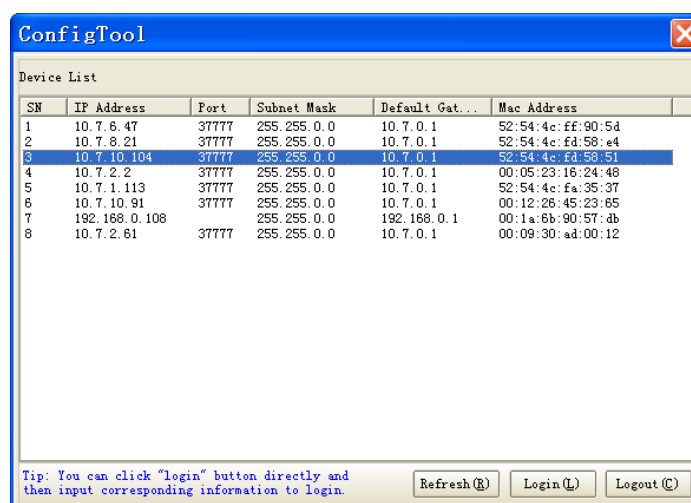 ConfigTool
Device List
SN IP Address Port Subnet Mask Default Gat... Mac Address
1 10.7.6.47 37777 255.255.0.0 10.7.0.1 52:54:4c:ff:90:5d
2 10.7.8.21 37777 255.255.0.0 10.7.0.1 52:54:4c:fd:58:e4
3 10.7.10.104 37777 255.255.0.0 10.7.0.1 52:54:4c:fd:58:51
4 10.7.2.2 37777 255.255.0.0 10.7.0.1 00:05:23:16:24:48
5 10.7.1.113 37777 255.255.0.0 10.7.0.1 52:54:4c:fa:35:37
6 10.7.10.91 37777 255.255.0.0 10.7.0.1 00:12:26:45:23:65
7 192.168.0.108 255.255.0.0 192.168.0.1 00:1a:6b:90:57:db
8 10.7.2.61 37777 255.255.0.0 10.7.0.1 00:09:30:ad:00:12
Tip: You can click "login" button directly and
then input corresponding information to login.
Refresh(R) Login(L) Logout(C)